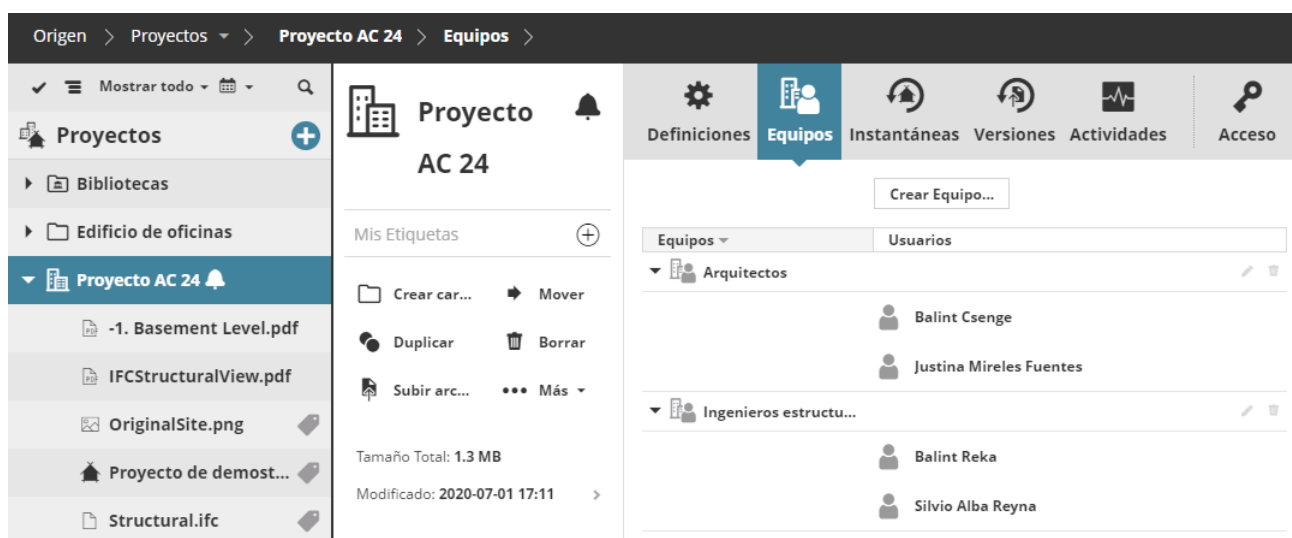 Origen > Proyectos > Proyecto AC 24 > Equipos >
Mostrar todo
Proyectos
Bibliotecas
Edificio de oficinas
Proyecto AC 24
-1. Basement Level.pdf
IFCStructuralView.pdf
OriginalSite.png
Proyecto de demost...
Structural.ifc
Proyecto
AC 24
Mis Etiquetas
Crear car... Mover
Duplicar Borrar
Subir arc... Más
Tamaño Total: 1.3 MB
Modificado: 2020-07-01 17:11 >
Definiciones Equipos Instantáneas Versiones Actividades Acceso
Crear Equipo...
Equipos Usuarios
Arquitectos
Balint Csenge
Justina Mireles Fuentes
Ingenieros estructu...
Balint Reka
Silvio Alba Reyna